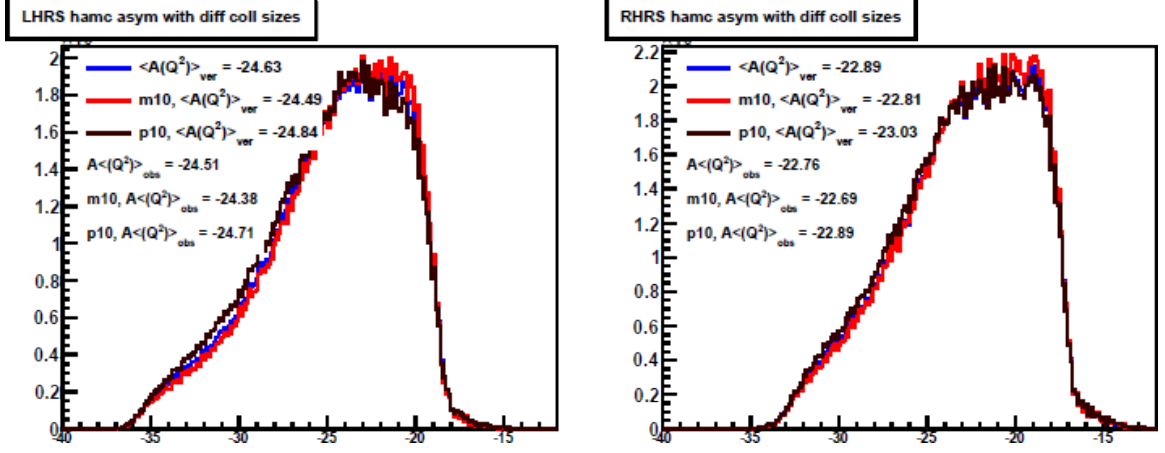 LHRS hamc asym with diff coll sizes
<A(Q²)>ver = -24.63
m10, <A(Q²)>ver = -24.49
p10, <A(Q²)>ver = -24.84
A<(Q²)>obs = -24.51
m10, A<(Q²)>obs = -24.38
p10, A<(Q²)>obs = -24.71
2
1.8
1.6
1.4
1.2
1
0.8
0.6
0.4
0.2
0
-40 -35 -30 -25 -20 -15
RHRS hamc asym with diff coll sizes
<A(Q²)>ver = -22.89
m10, <A(Q²)>ver = -22.81
p10, <A(Q²)>ver = -23.03
A<(Q²)>obs = -22.76
m10, A<(Q²)>obs = -22.69
p10, A<(Q²)>obs = -22.89
2.2
2
1.8
1.6
1.4
1.2
1
0.8
0.6
0.4
0.2
0
-40 -35 -30 -25 -20 -15